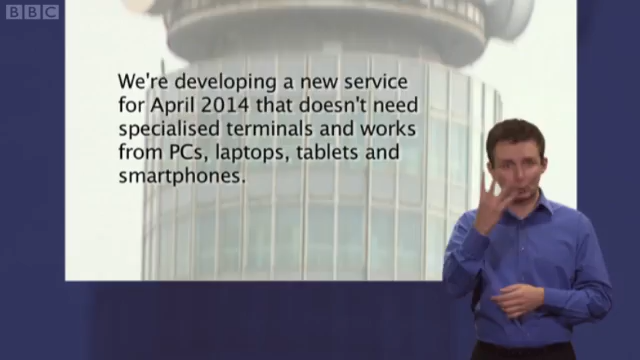 BBC
We're developing a new service
for April 2014 that doesn't need
specialised terminals and works
from PCs, laptops, tablets and
smartphones.